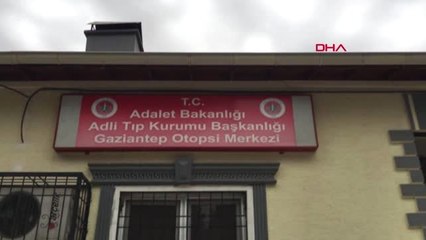 DHA
T.C.
Adalet Bakanlığı
Adli Tıp Kurumu Başkanlığı
Gaziantep Otopsi Merkezi